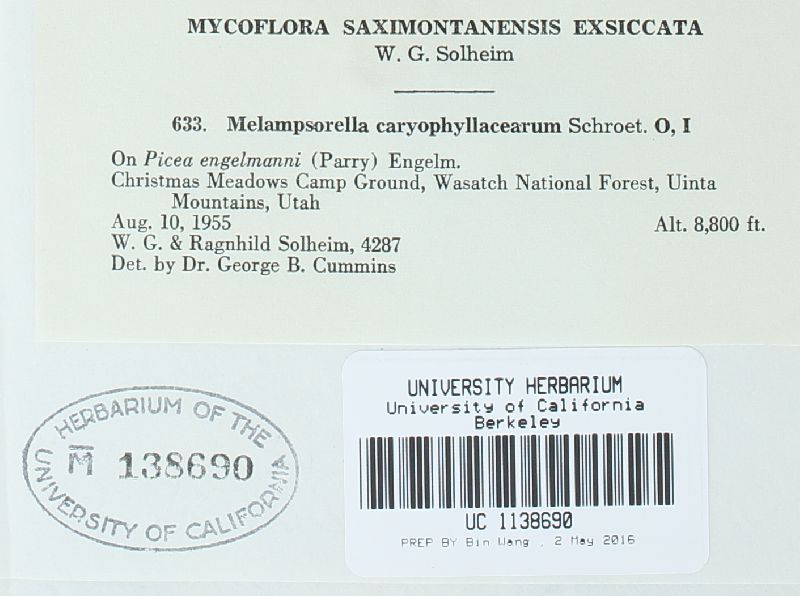 MYCOFLORA SAXIMONTANENSIS EXSICCATA
W. G. Solheim
633. Melampsorella caryophyllacearum Schroet. O, I
On Picea engelmanni (Parry) Engelm.
Christmas Meadows Camp Ground, Wasatch National Forest, Uinta
Mountains, Utah
Aug. 10, 1955 Alt. 8,800 ft.
W. G. & Ragnhild Solheim, 4287
Det. by Dr. George B. Cummins
HERBARIUM OF THE
M̅ 138690
UNIVERSITY OF CALIFORNIA
UNIVERSITY HERBARIUM
University of California
Berkeley
UC 1138690
PREP BY Bin Wang , 2 May 2016